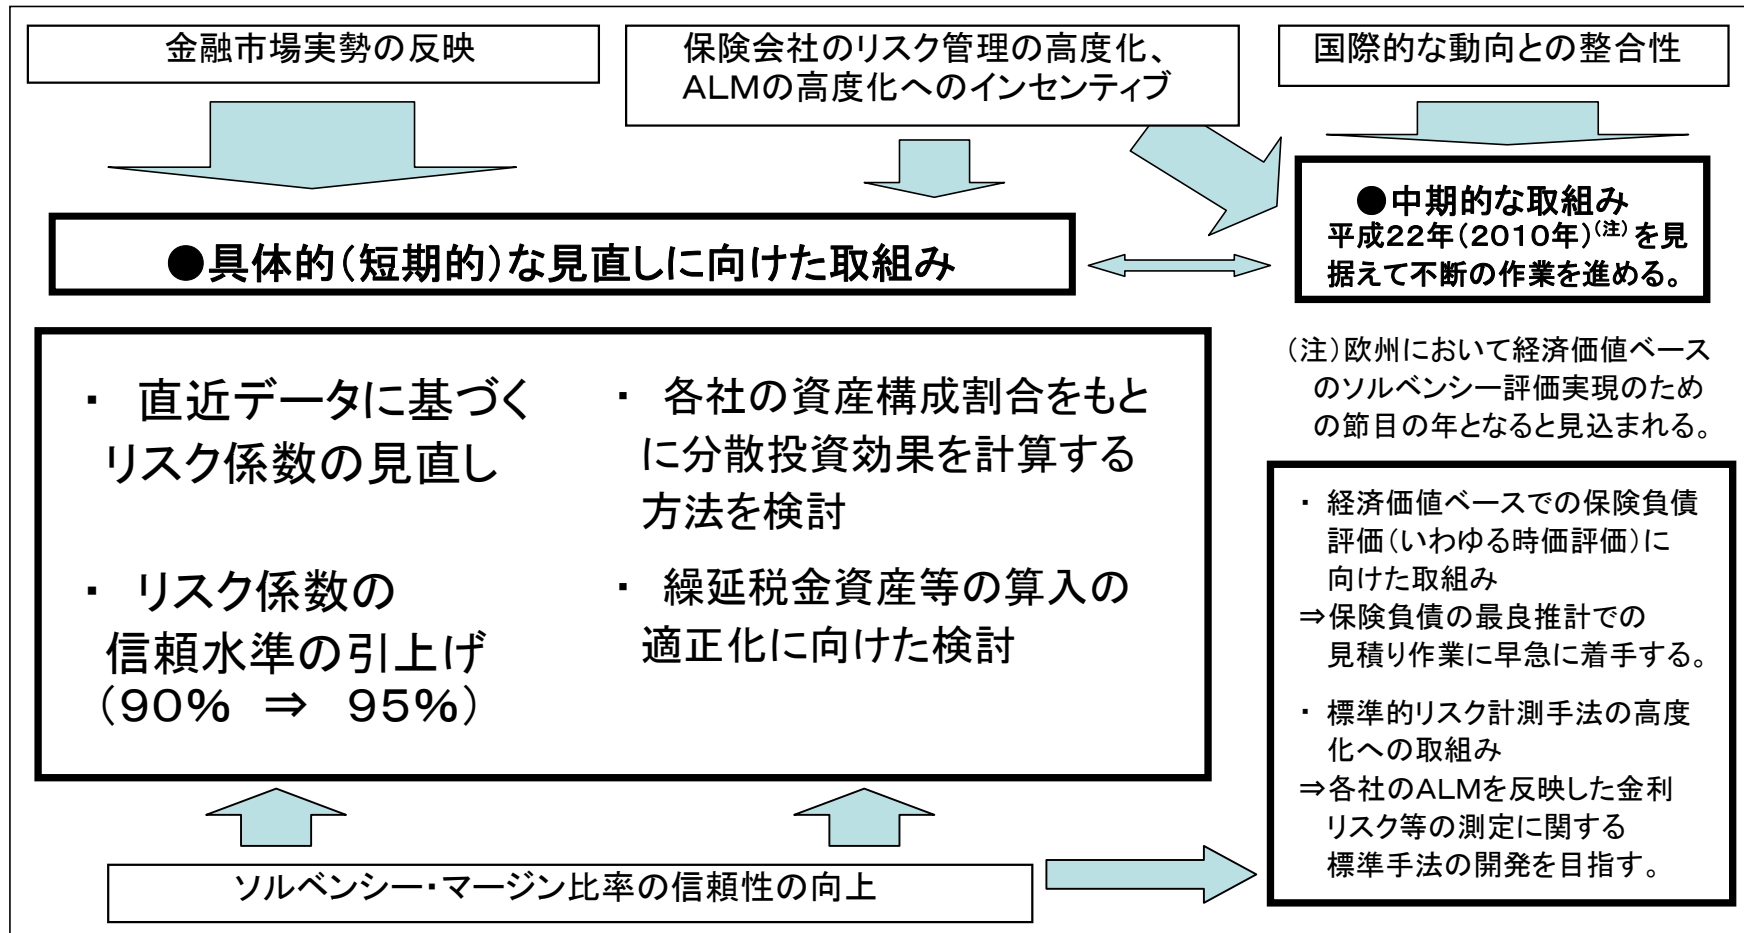 金融市場実勢の反映
保険会社のリスク管理の高度化、
ALMの高度化へのインセンティブ
国際的な動向との整合性
●具体的(短期的)な見直しに向けた取組み
●中期的な取組み
平成22年(2010年)(注)を見
据えて不断の作業を進める。
(注)欧州において経済価値ベース
のソルベンシー評価実現のため
の節目の年となると見込まれる。
・ 直近データに基づく
リスク係数の見直し
・ リスク係数の
信頼水準の引上げ
(90% ⇒ 95%)
・ 各社の資産構成割合をもと
に分散投資効果を計算する
方法を検討
・ 繰延税金資産等の算入の
適正化に向けた検討
・ 経済価値ベースでの保険負債
評価(いわゆる時価評価)に
向けた取組み
⇒保険負債の最良推計での
見積り作業に早急に着手する。
・ 標準的リスク計測手法の高度
化への取組み
⇒各社のALMを反映した金利
リスク等の測定に関する
標準手法の開発を目指す。
ソルベンシー・マージン比率の信頼性の向上